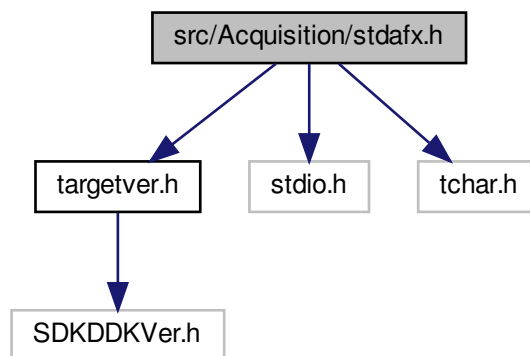 src/Acquisition/stdafx.h
targetver.h
stdio.h
tchar.h
SDKDDKVer.h